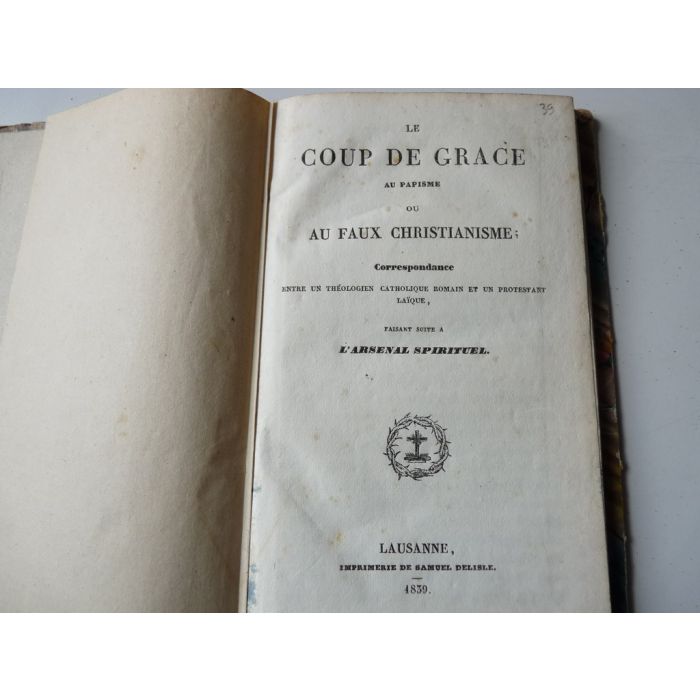 39
LE
COUP DE GRACE
AU PAPISME
OU
AU FAUX CHRISTIANISME;
Correspondance
ENTRE UN THÉOLOGIEN CATHOLIQUE ROMAIN ET UN PROTESTANT
LAÏQUE,
FAISANT SUITE À
L'ARSENAL SPIRITUEL.
LAUSANNE,
IMPRIMERIE DE SAMUEL DELISLE.
1839.